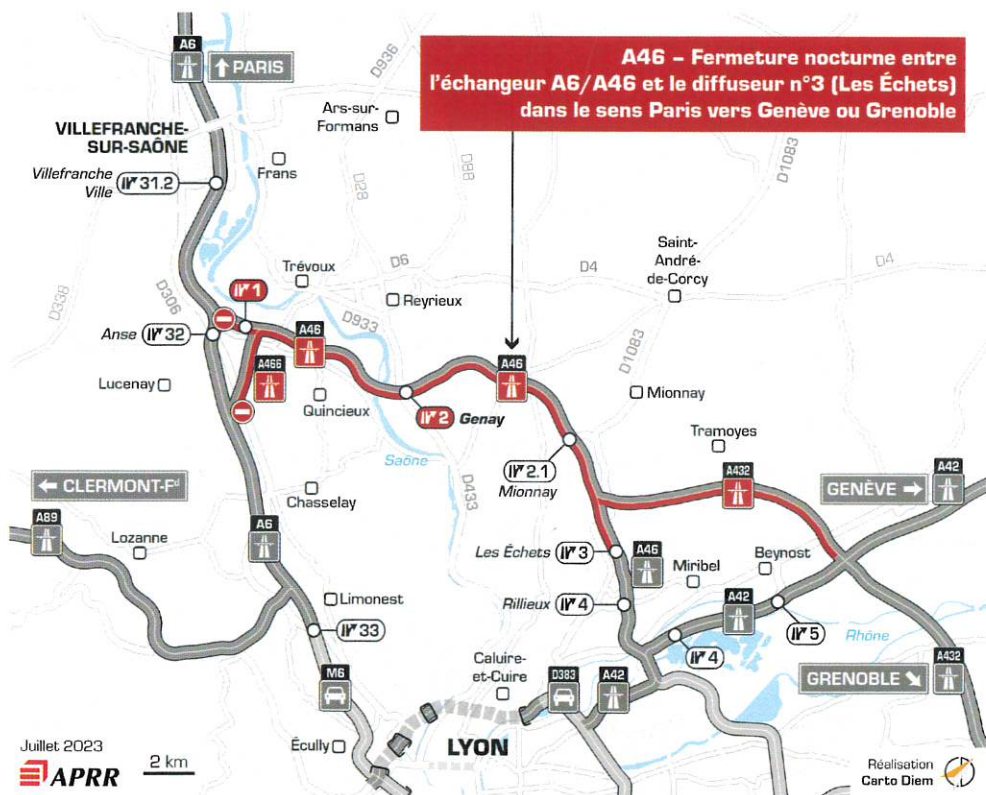 A6
↑ PARIS
A46 – Fermeture nocturne entre
l'échangeur A6/A46 et le diffuseur n°3 (Les Échets)
dans le sens Paris vers Genève ou Grenoble
D936
Ars-sur-
Formans
VILLEFRANCHE-
SUR-SAÔNE
Villefranche
Ville
31.2
Frans
D28
D88
D1083
Saint-
André-
de-Corcy
Trévoux
D6
D4
D4
Reyrieux
D338
D306
1
D933
Anse
32
A46
A46
D1083
Lucenay
A466
Quincieux
2
Genay
Mionnay
Tramoyes
Saône
2.1
Mionnay
A432
← CLERMONT-Fd
Chasselay
D433
GENÈVE →
A42
A89
Lozanne
A6
Les Échets
3
A46
Miribel
Beynost
Limonest
Rillieux
4
A42
33
4
5
Rhône
M6
Caluire-
et-Cuire
D383
A42
GRENOBLE ↘
A432
Écully
LYON
Juillet 2023
APRR
2 km
Réalisation
Carto Diem